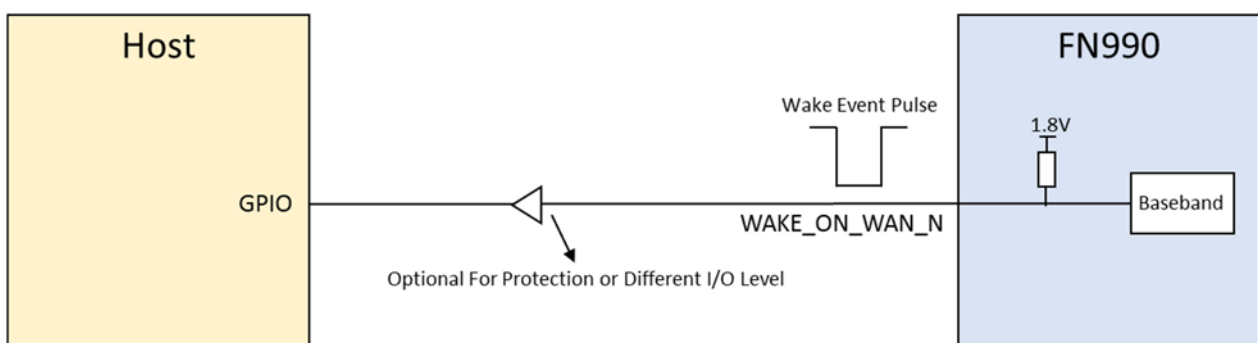 Host
FN990
Wake Event Pulse
1.8V
GPIO
Baseband
WAKE_ON_WAN_N
Optional For Protection or Different I/O Level